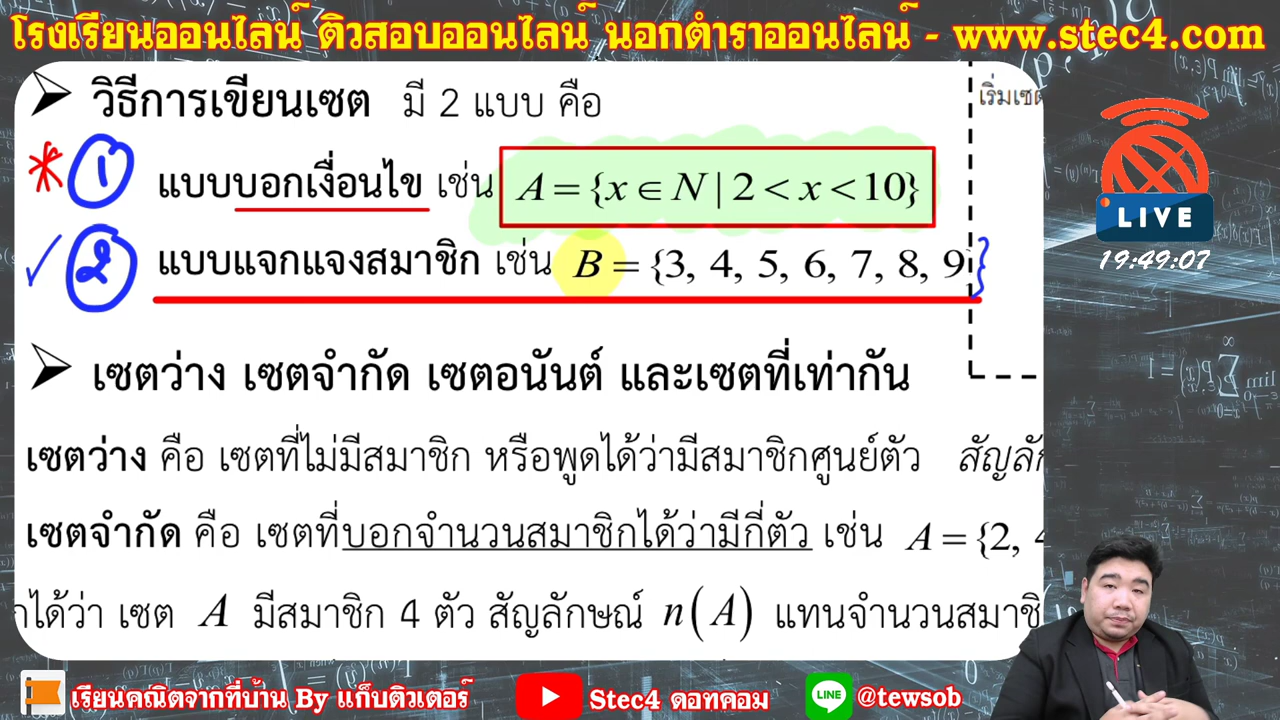 โรงเรียนออนไลน์ ติวสอบออนไลน์ นอกตำราออนไลน์ - www.stec4.com
วิธีการเขียนเซต มี 2 แบบ คือ
เริ่มเซต
* 1 แบบบอกเงื่อนไข เช่น A = {x ∈ N | 2 < x < 10}
✓ 2 แบบแจกแจงสมาชิก เช่น B = {3, 4, 5, 6, 7, 8, 9}
LIVE
19:49:07
เซตว่าง เซตจำกัด เซตอนันต์ และเซตที่เท่ากัน
เซตว่าง คือ เซตที่ไม่มีสมาชิก หรือพูดได้ว่ามีสมาชิกศูนย์ตัว
เซตจำกัด คือ เซตที่บอกจำนวนสมาชิกได้ว่ามีกี่ตัว เช่น A = {2, 4
กได้ว่า เซต A มีสมาชิก 4 ตัว สัญลักษณ์ n(A) แทนจำนวนสมาชิ
เรียนคณิตจากที่บ้าน By แก็บติวเตอร์
Stec4 ดอทคอม
LINE @tewsob